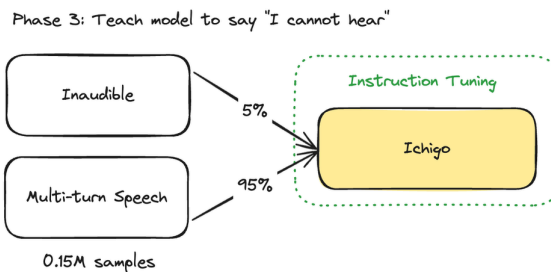 Phase 3: Teach model to say "I cannot hear"
Instruction Tuning
Inaudible
5%
Ichigo
95%
Multi-turn Speech
0.15M samples